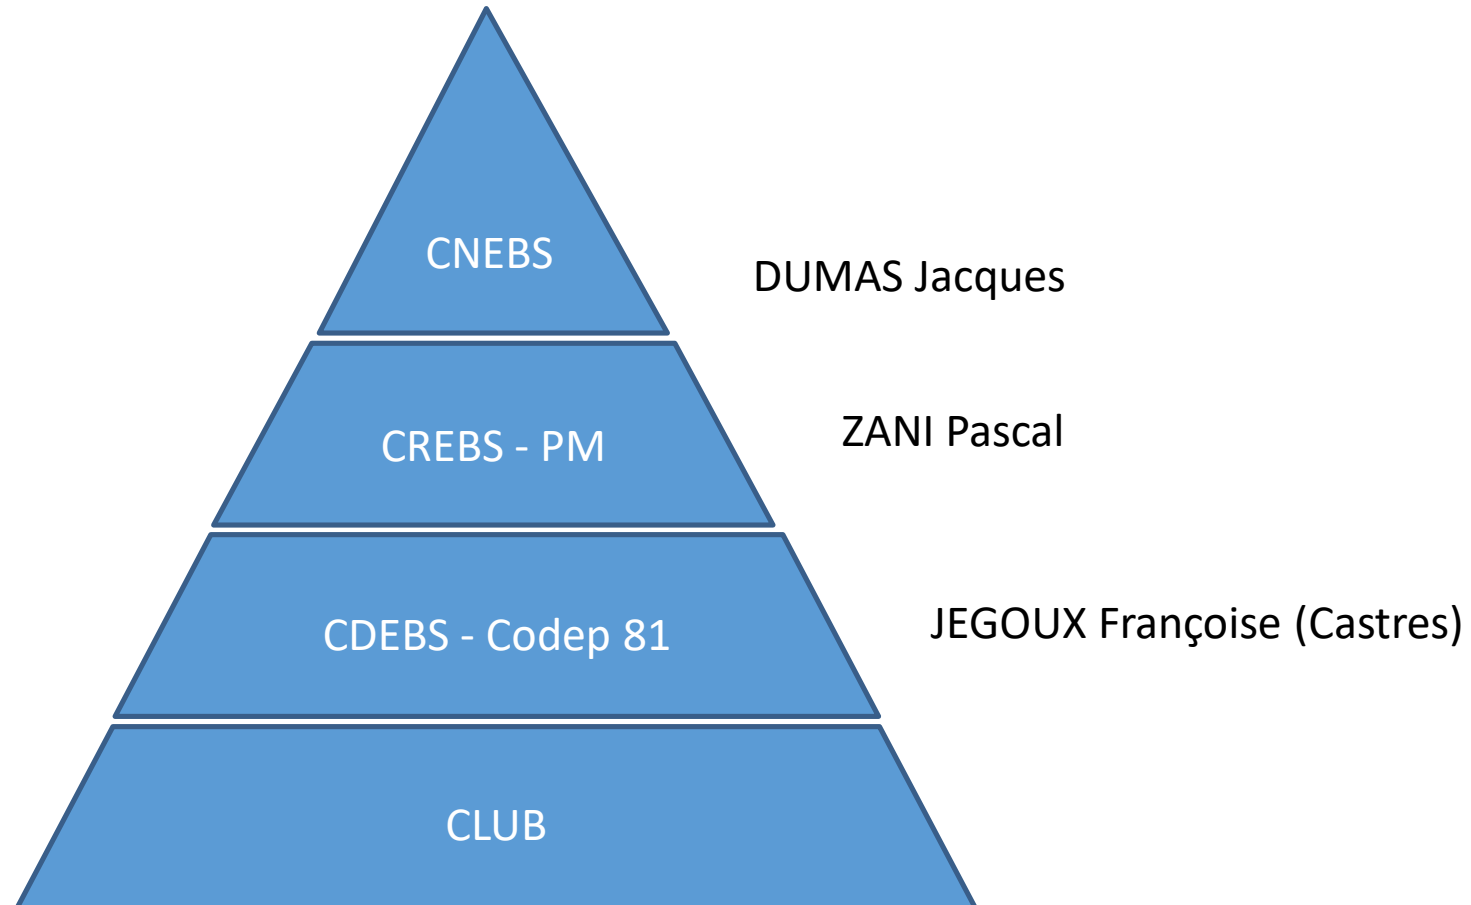 CNEBS
DUMAS Jacques
CREBS - PM
ZANI Pascal
CDEBS - Codep 81
JEGOUX Françoise (Castres)
CLUB